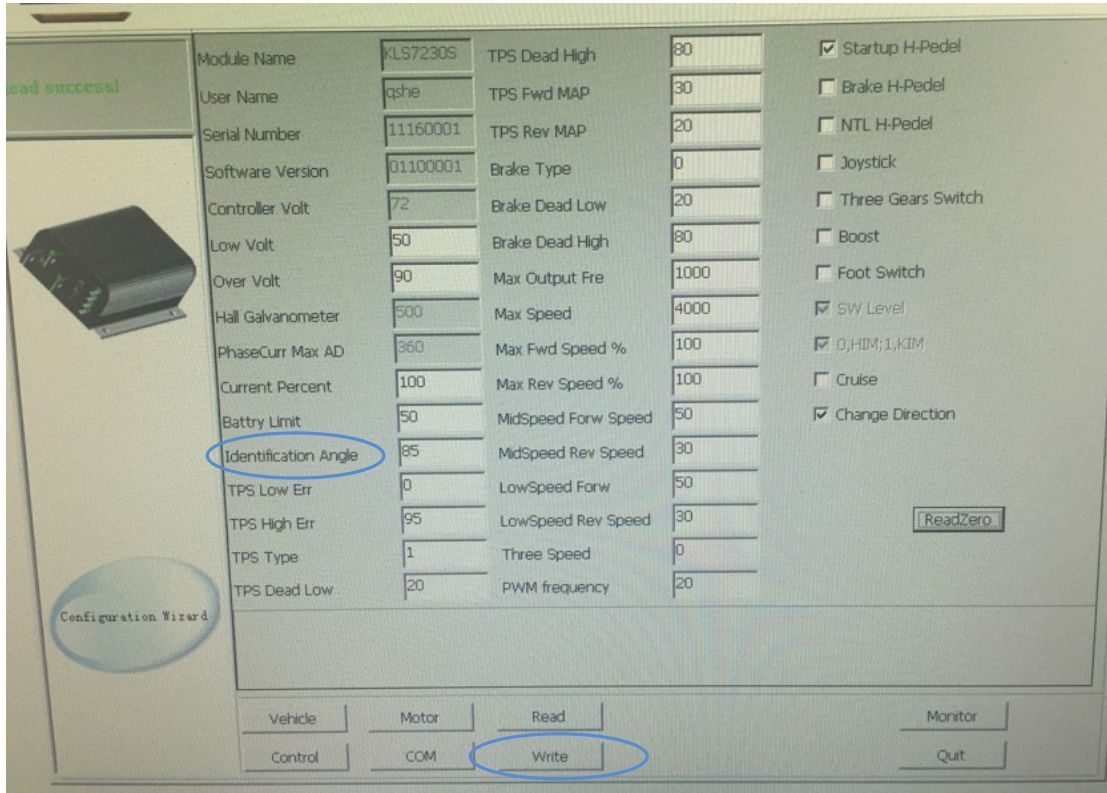 ead success!
Module Name KLS7230S TPS Dead High 80 Startup H-Pedel
User Name qshe TPS Fwd MAP 30 Brake H-Pedel
Serial Number 11160001 TPS Rev MAP 20 NTL H-Pedel
Software Version 01100001 Brake Type 0 Joystick
Controller Volt 72 Brake Dead Low 20 Three Gears Switch
Low Volt 50 Brake Dead High 80 Boost
Over Volt 90 Max Output Fre 1000 Foot Switch
Hall Galvanometer 500 Max Speed 4000 SW Level
PhaseCurr Max AD 360 Max Fwd Speed % 100 0,HIM;1,KIM
Current Percent 100 Max Rev Speed % 100 Cruise
Battry Limit 50 MidSpeed Forw Speed 50 Change Direction
Identification Angle 85 MidSpeed Rev Speed 30
TPS Low Err 0 LowSpeed Forw 50
TPS High Err 95 LowSpeed Rev Speed 30 ReadZero
TPS Type 1 Three Speed 0
TPS Dead Low 20 PWM frequency 20
Configuration Wizard
Vehicle Motor Read Monitor
Control COM Write Quit